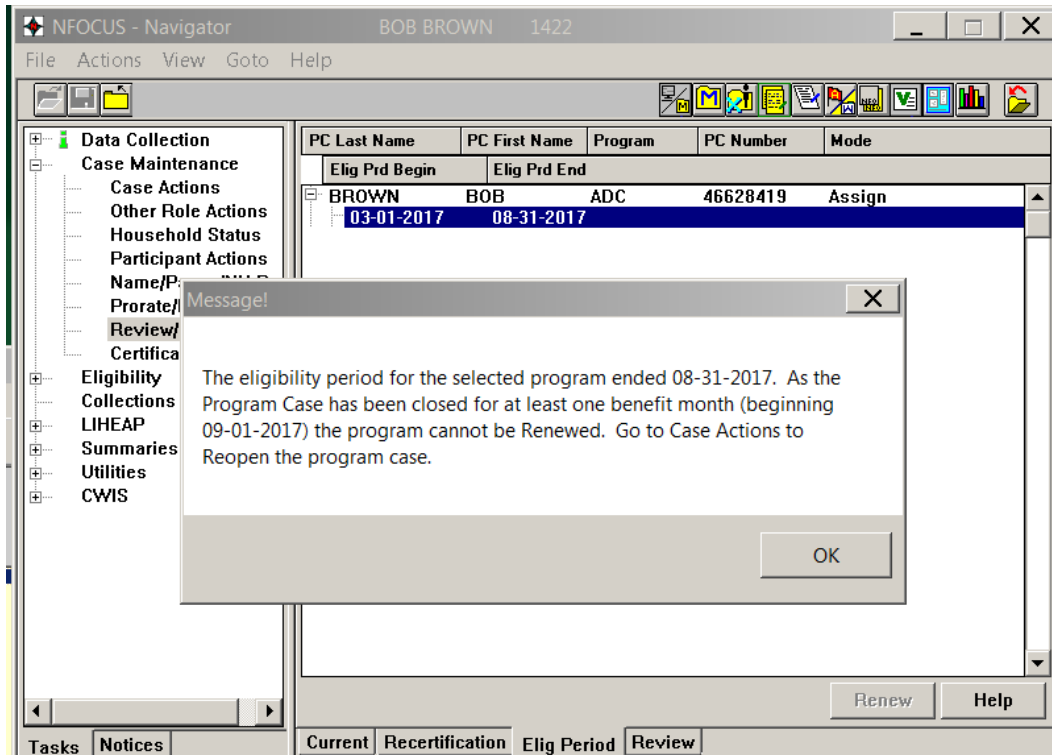 NFOCUS - Navigator BOB BROWN 1422
File Actions View Goto Help
Data Collection
Case Maintenance
Case Actions
Other Role Actions
Household Status
Participant Actions
Review/
Certifica
Eligibility
Collections
LIHEAP
Summaries
Utilities
CWIS
Tasks Notices
PC Last Name PC First Name Program PC Number Mode
Elig Prd Begin Elig Prd End
BROWN BOB ADC 46628419 Assign
03-01-2017 08-31-2017
Message!
The eligibility period for the selected program ended 08-31-2017. As the
Program Case has been closed for at least one benefit month (beginning
09-01-2017) the program cannot be Renewed. Go to Case Actions to
Reopen the program case.
OK
Renew Help
Current Recertification Elig Period Review